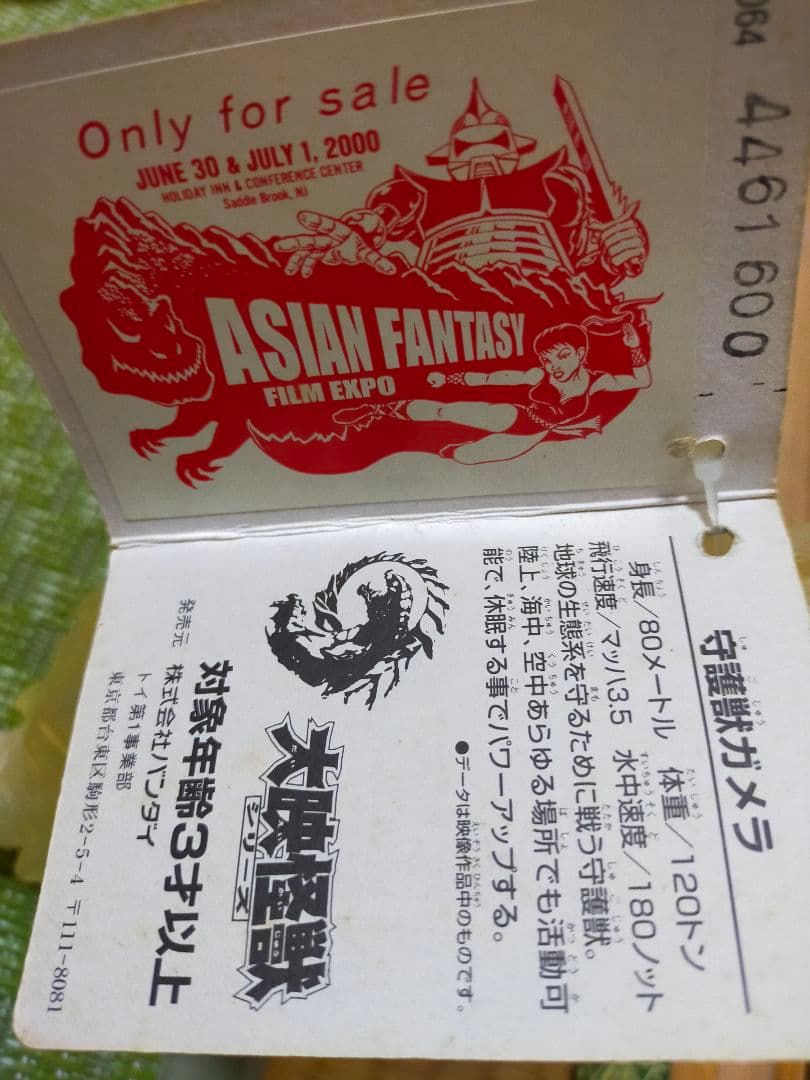 Only for sale
JUNE 30 & JULY 1, 2000
HOLIDAY INN & CONFERENCE CENTER
Saddle Brook, NJ
ASIAN FANTASY
FILM EXPO
064 4461600
守護獣ガメラ
身長/80メートル 体重/120トン
飛行速度/マッハ3.5 水中速度/180ノット
地球の生態系を守るために戦う守護獣。
陸上、海中、空中あらゆる場所でも活動可
能で、休眠する事でパワーアップする。
●データは映像作品中のものです。
大映怪獣
シリーズ
対象年齢3才以上
発売元 株式会社バンダイ
トイ第1事業部
東京都台東区駒形2-5-4 〒111-8081